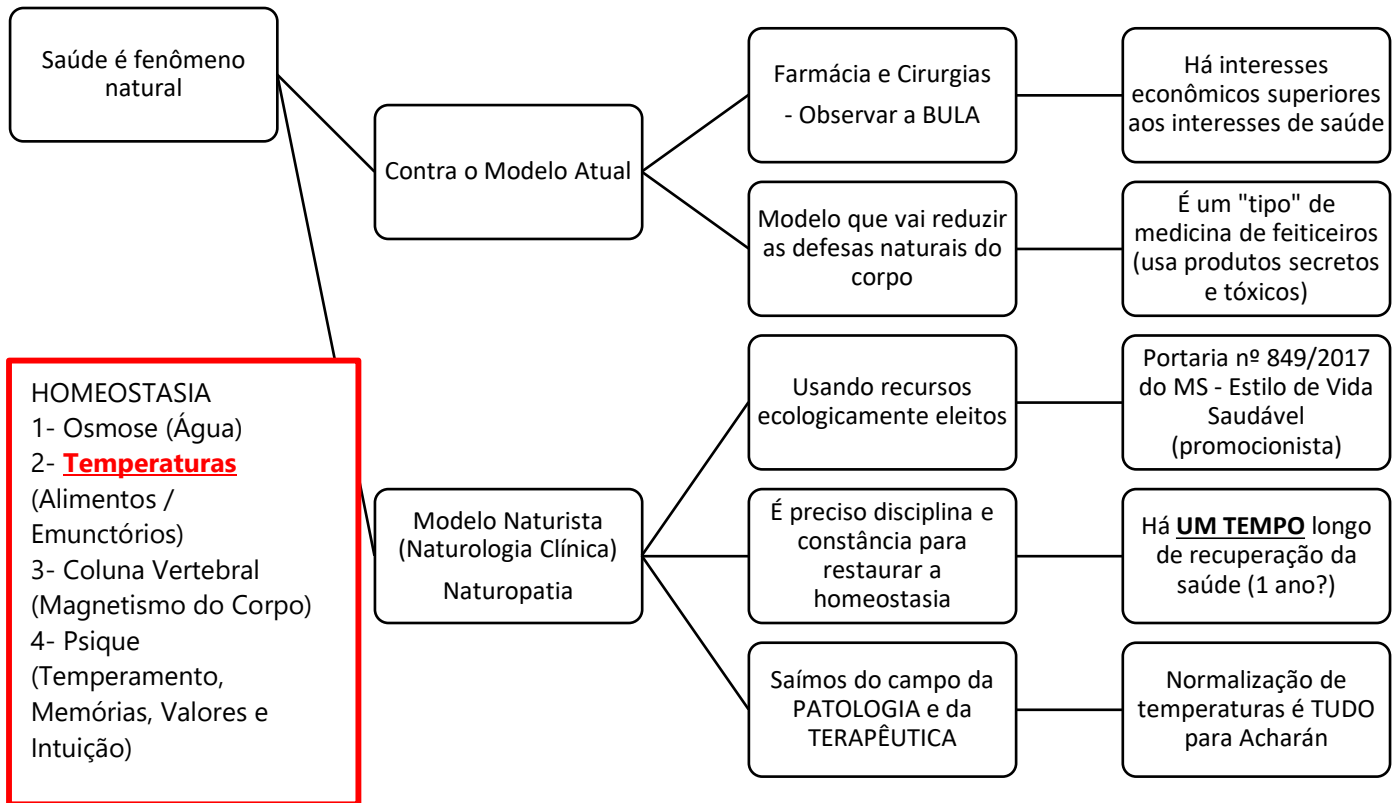 Saúde é fenômeno
natural
Contra o Modelo Atual
Farmácia e Cirurgias
- Observar a BULA
Há interesses
econômicos superiores
aos interesses de saúde
Modelo que vai reduzir
as defesas naturais do
corpo
É um "tipo" de
medicina de feiticeiros
(usa produtos secretos
e tóxicos)
HOMEOSTASIA
1- Osmose (Água)
2- Temperaturas
(Alimentos /
Emunctórios)
3- Coluna Vertebral
(Magnetismo do Corpo)
4- Psique
(Temperamento,
Memórias, Valores e
Intuição)
Modelo Naturista
(Naturologia Clínica)
Naturopatia
Usando recursos
ecologicamente eleitos
Portaria nº 849/2017
do MS - Estilo de Vida
Saudável
(promocionista)
É preciso disciplina e
constância para
restaurar a
homeostasia
Há UM TEMPO longo
de recuperação da
saúde (1 ano?)
Saímos do campo da
PATOLOGIA e da
TERAPÊUTICA
Normalização de
temperaturas é TUDO
para Acharán